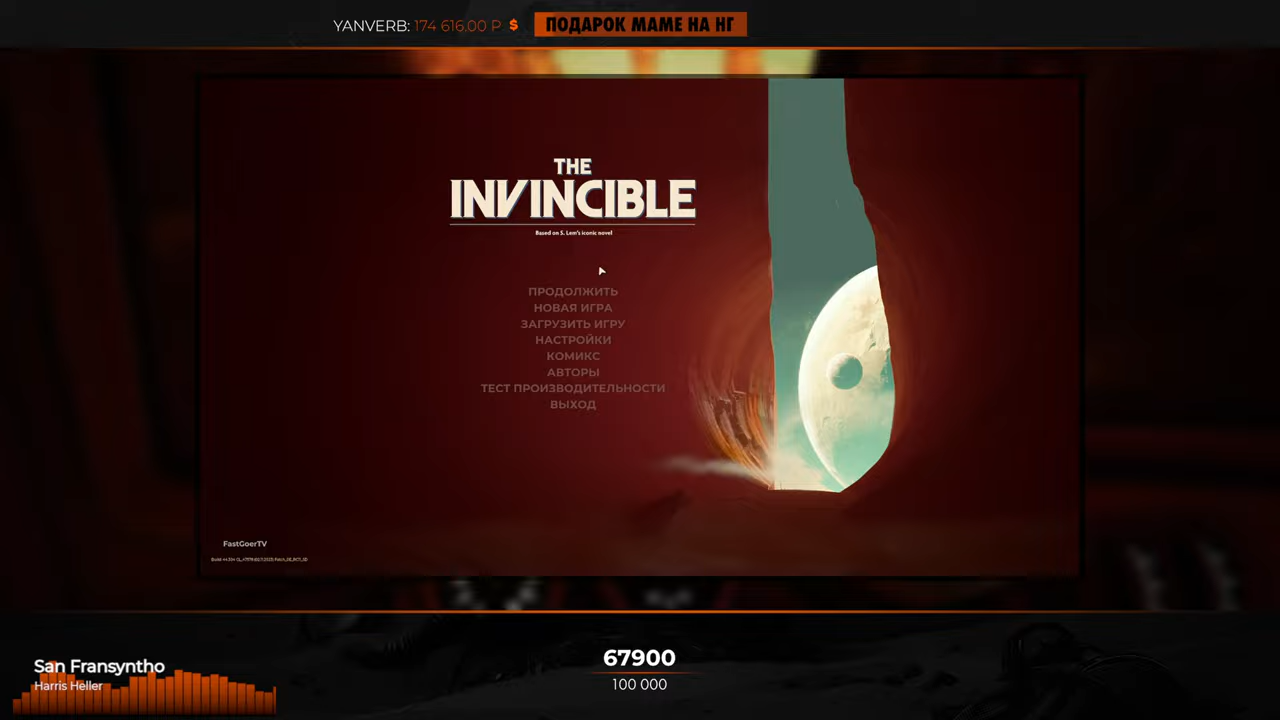 YANVERB: 174 616.00 Р $ ПОДАРОК МАМЕ НА НГ
THE
INVINCIBLE
Based on S. Lem's iconic novel
ПРОДОЛЖИТЬ
НОВАЯ ИГРА
ЗАГРУЗИТЬ ИГРУ
НАСТРОЙКИ
КОМИКС
АВТОРЫ
ТЕСТ ПРОИЗВОДИТЕЛЬНОСТИ
ВЫХОД
FastGoerTV
San Fransyntho
Harris Heller
67900
100 000